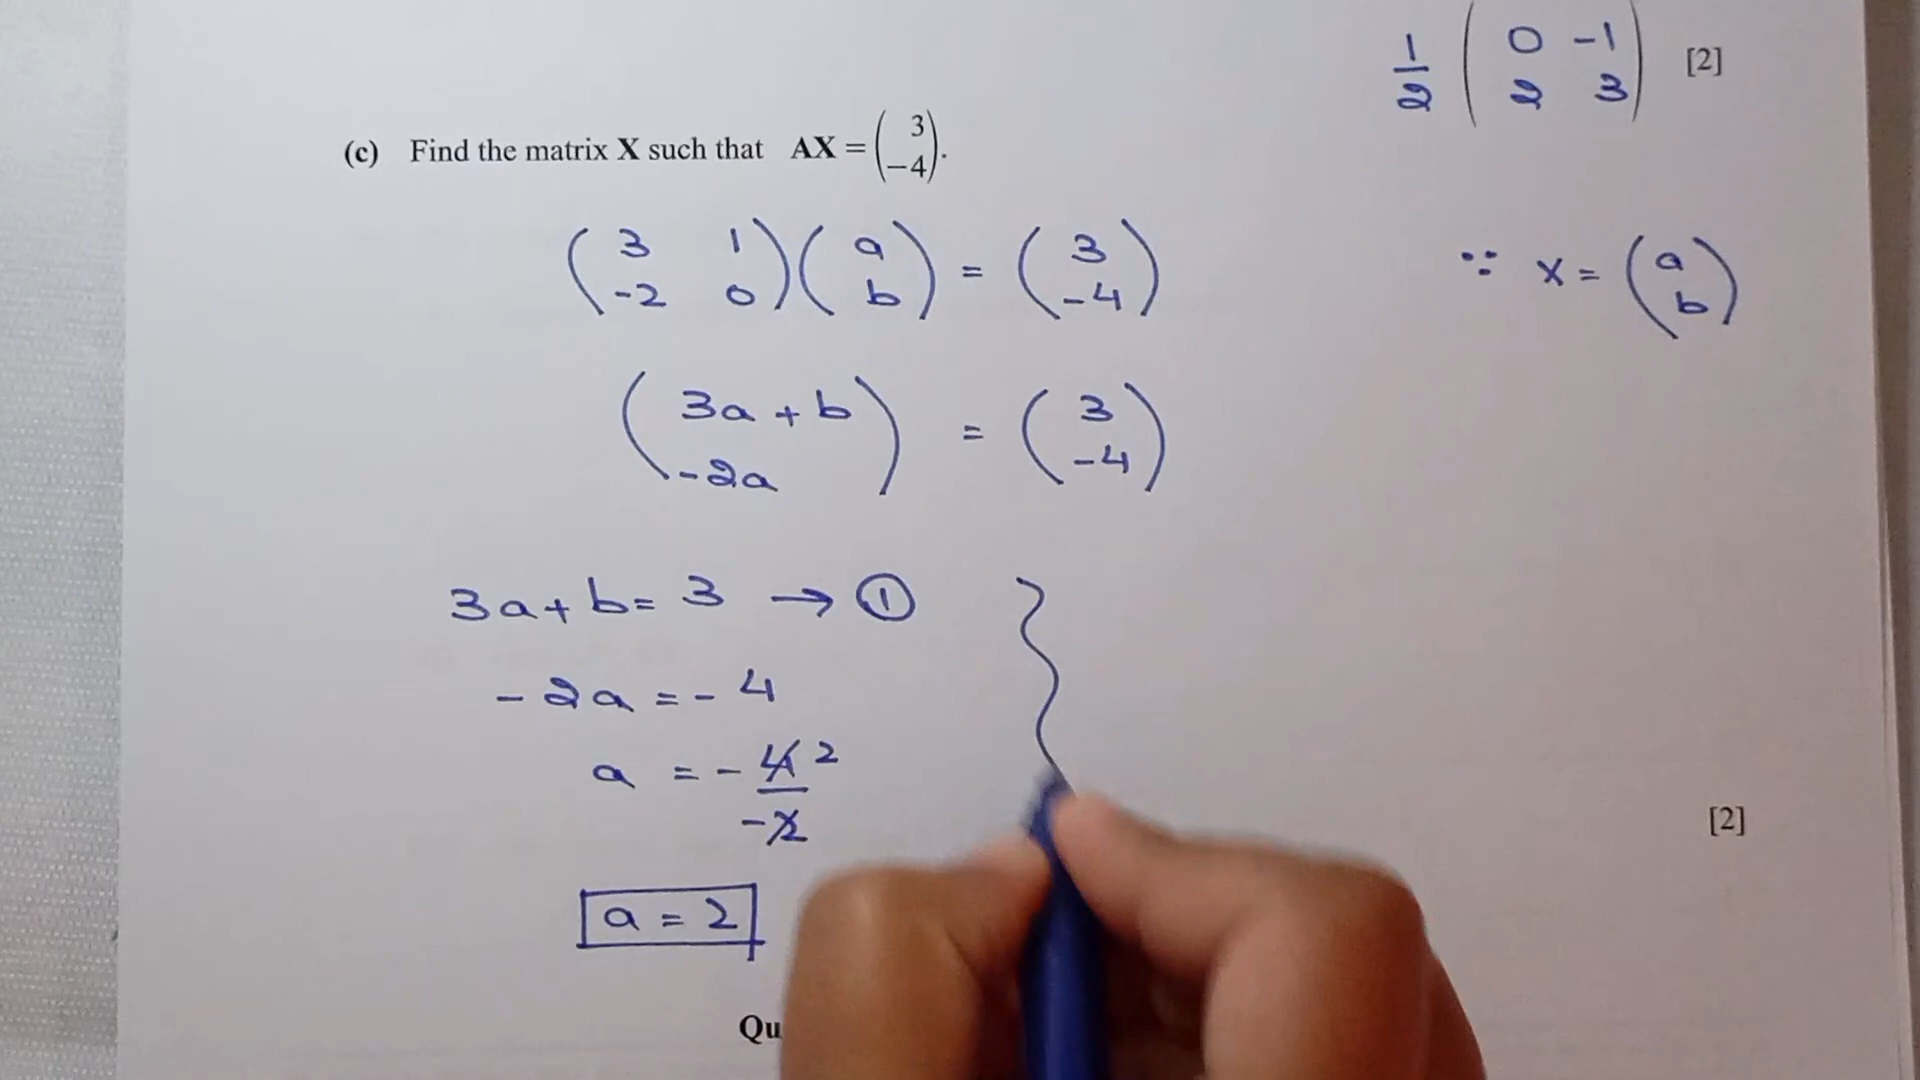 1/2 ( 0 -1
2 3 ) [2]
(c) Find the matrix X such that AX = ( 3
-4 ).
( 3 1
-2 0 ) ( a
b ) = ( 3
-4 )
∵ x = ( a
b )
( 3a + b
-2a ) = ( 3
-4 )
3a + b = 3 → ①
- 2a = - 4
a = - 4 2
-2
[2]
a = 2